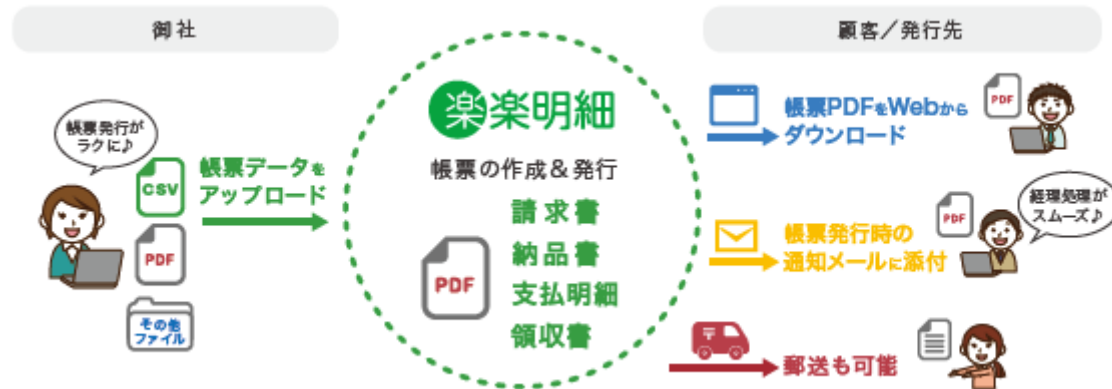 御社
帳票発行が
ラクに♪
CSV
PDF
その他
ファイル
帳票データを
アップロード
楽楽明細
帳票の作成&発行
PDF
請求書
納品書
支払明細
領収書
顧客/発行先
帳票PDFをWebから
ダウンロード
PDF
帳票発行時の
通知メールに添付
PDF
経理処理が
スムーズ♪
〒
郵送も可能